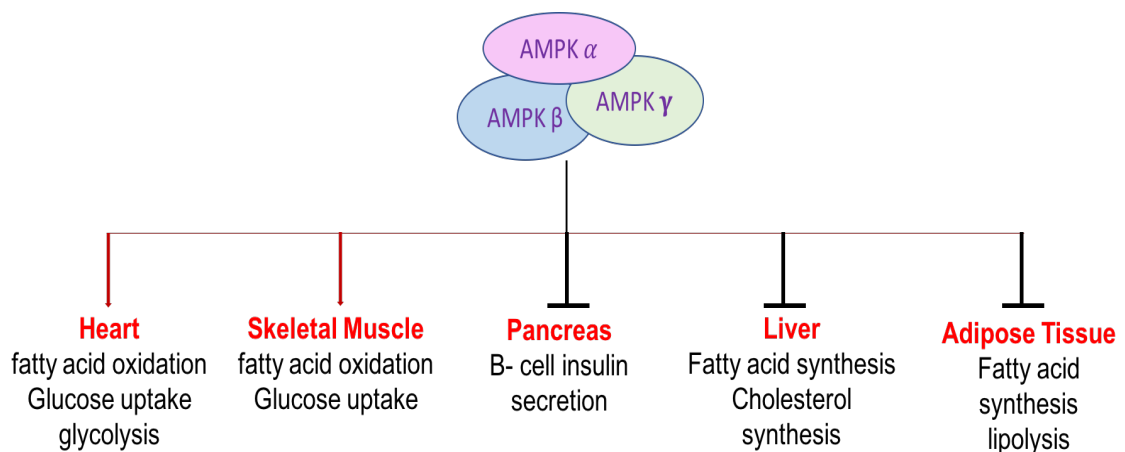 AMPK α
AMPK β
AMPK γ
Heart
fatty acid oxidation
Glucose uptake
glycolysis
Skeletal Muscle
fatty acid oxidation
Glucose uptake
Pancreas
B- cell insulin
secretion
Liver
Fatty acid synthesis
Cholesterol
synthesis
Adipose Tissue
Fatty acid
synthesis
lipolysis